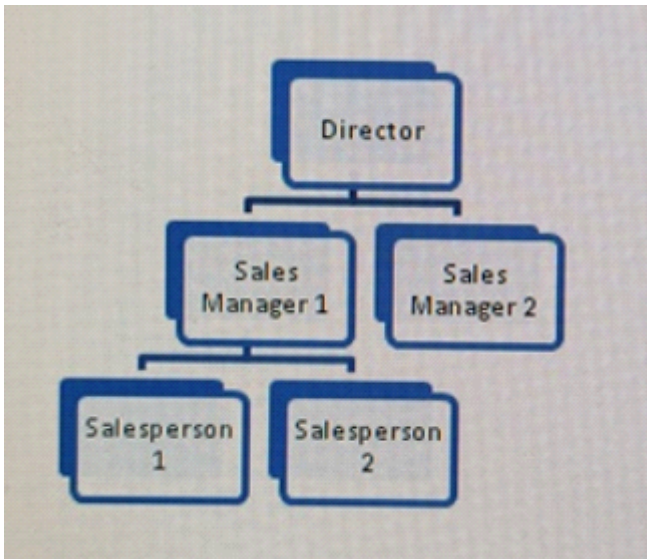 Director
Sales
Manager 1
Sales
Manager 2
Salesperson
1
Salesperson
2